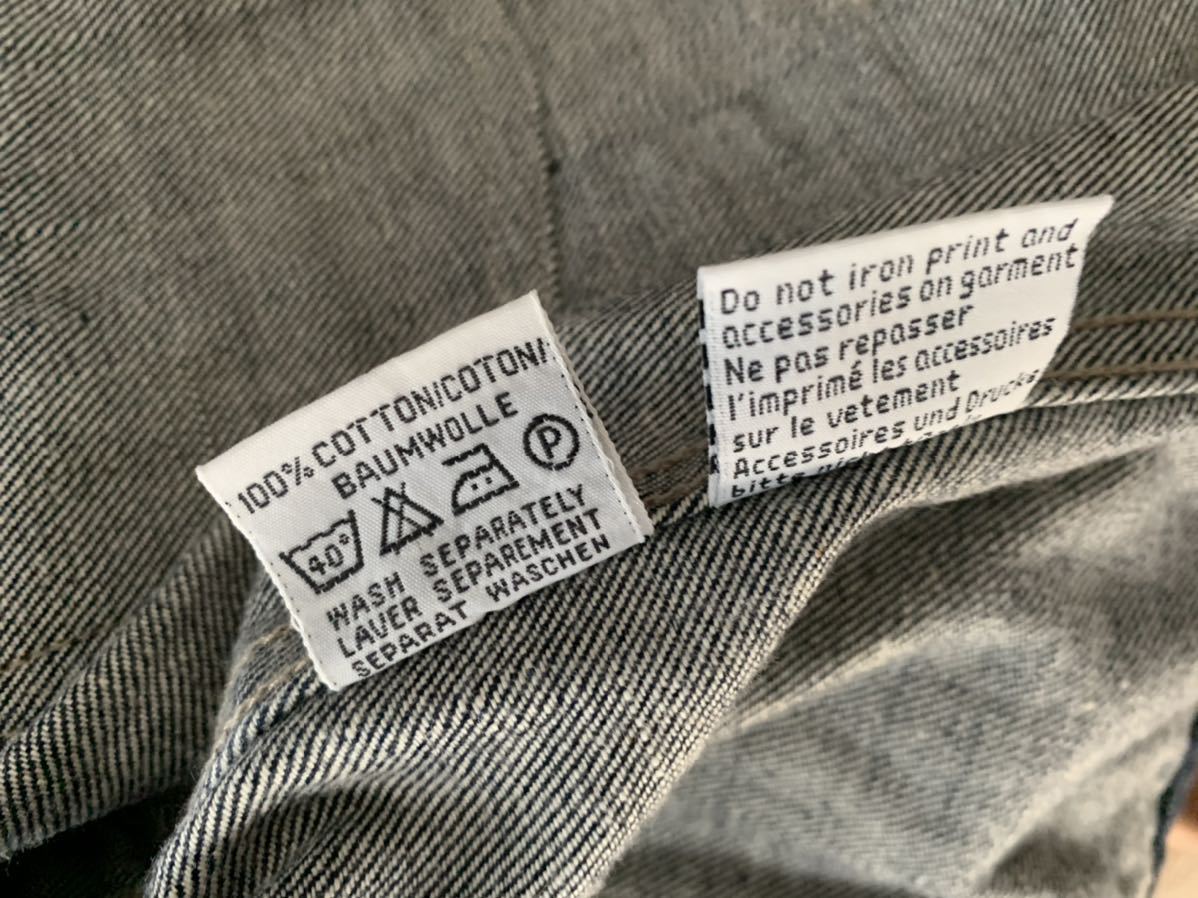 100% COTTON/COTON/
BAUMWOLLE
40° P
WASH SEPARATELY
LAVER SEPAREMENT
SEPARAT WASCHEN
Do not iron print and
accessories on garment
Ne pas repasser
l'imprimé les accessoires
sur le vetement
Accessoires und Drucke
bitte